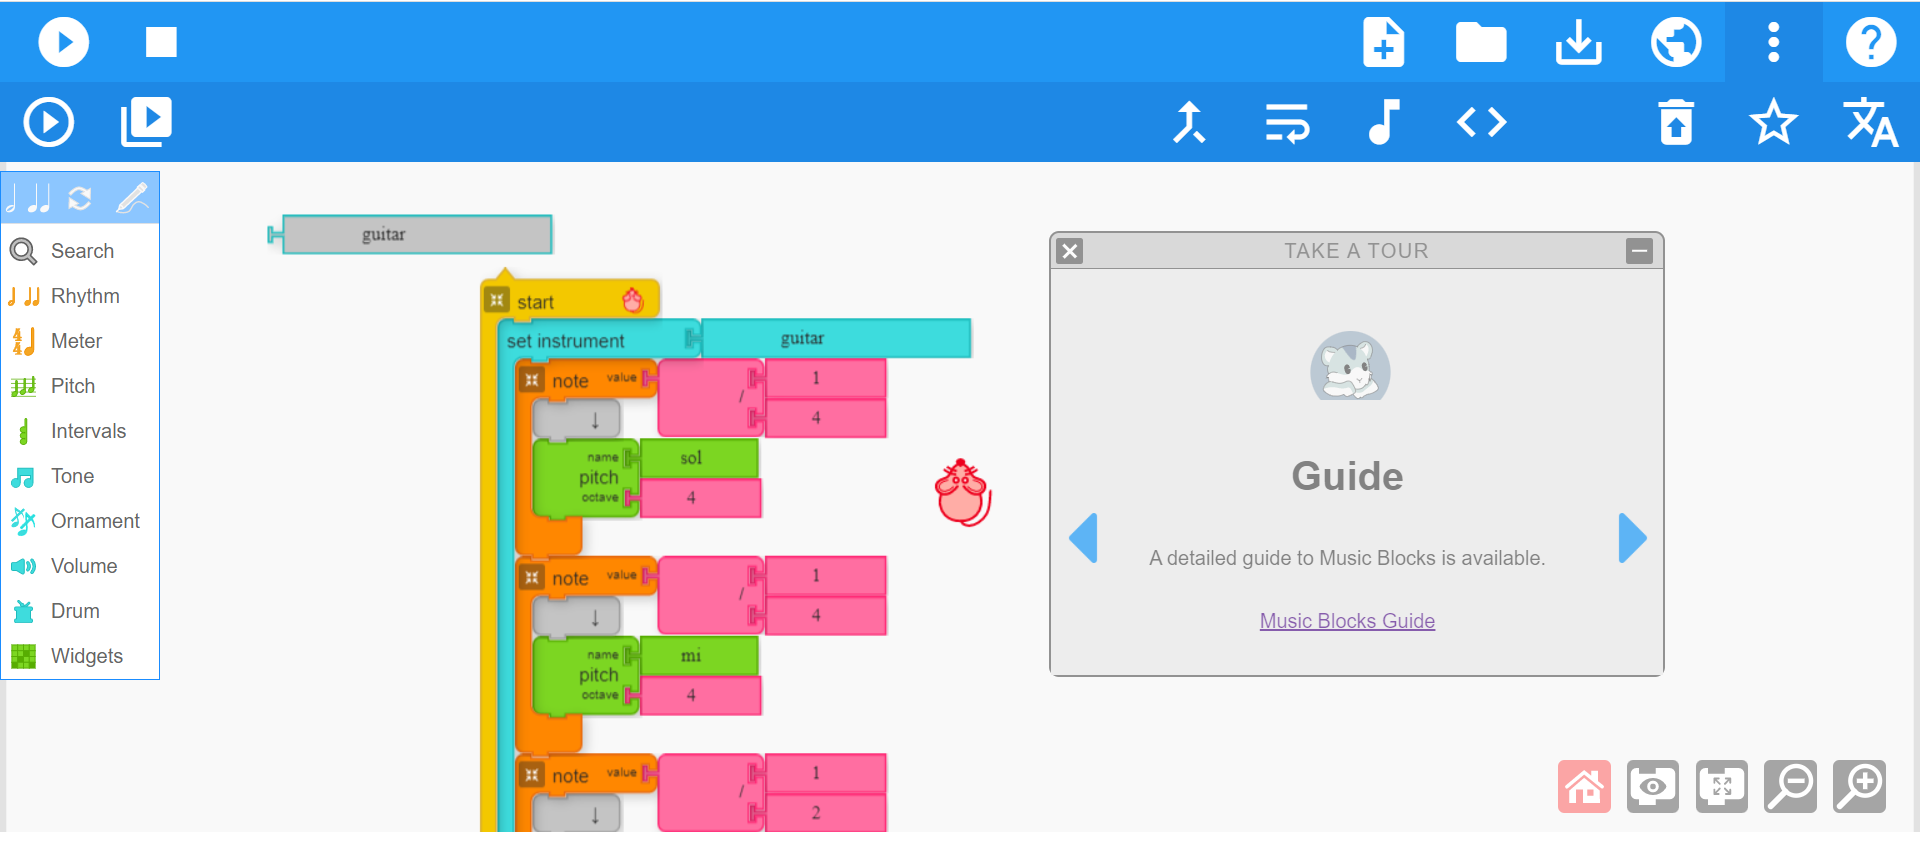 Search
Rhythm
Meter
Pitch
Intervals
Tone
Ornament
Volume
Drum
Widgets
guitar
start
set instrument guitar
note value / 1 4
↓
name sol
pitch
octave 4
note value / 1 4
↓
name mi
pitch
octave 4
note value / 1 2
↓
TAKE A TOUR
Guide
A detailed guide to Music Blocks is available.
Music Blocks Guide